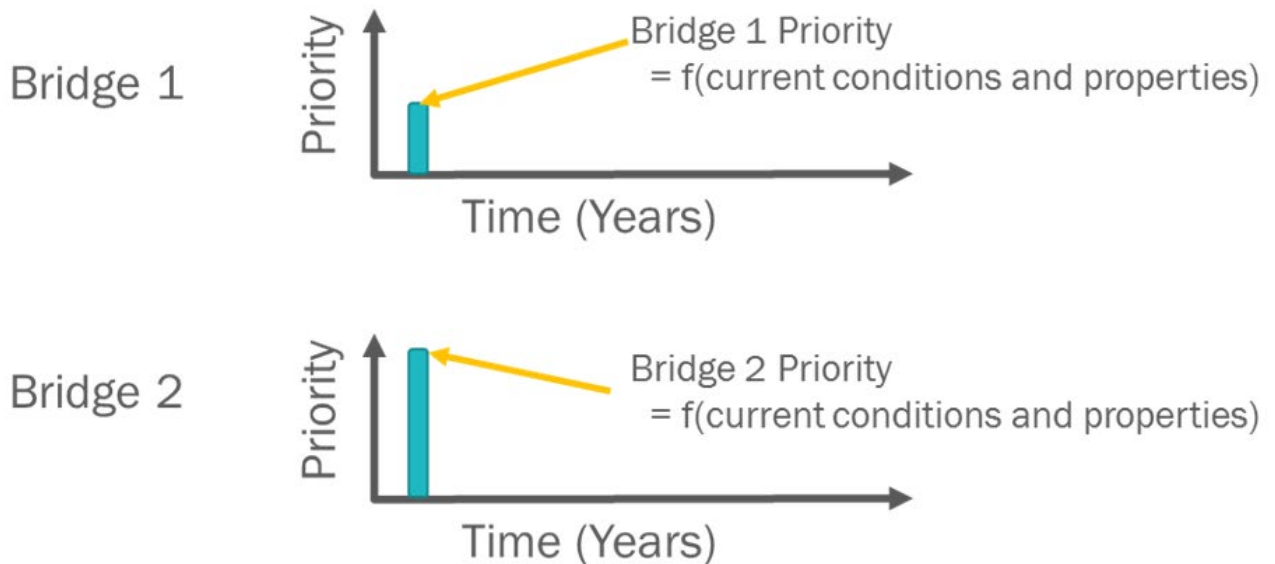 Bridge 1
Priority
Bridge 1 Priority
= f(current conditions and properties)
Time (Years)
Bridge 2
Priority
Bridge 2 Priority
= f(current conditions and properties)
Time (Years)